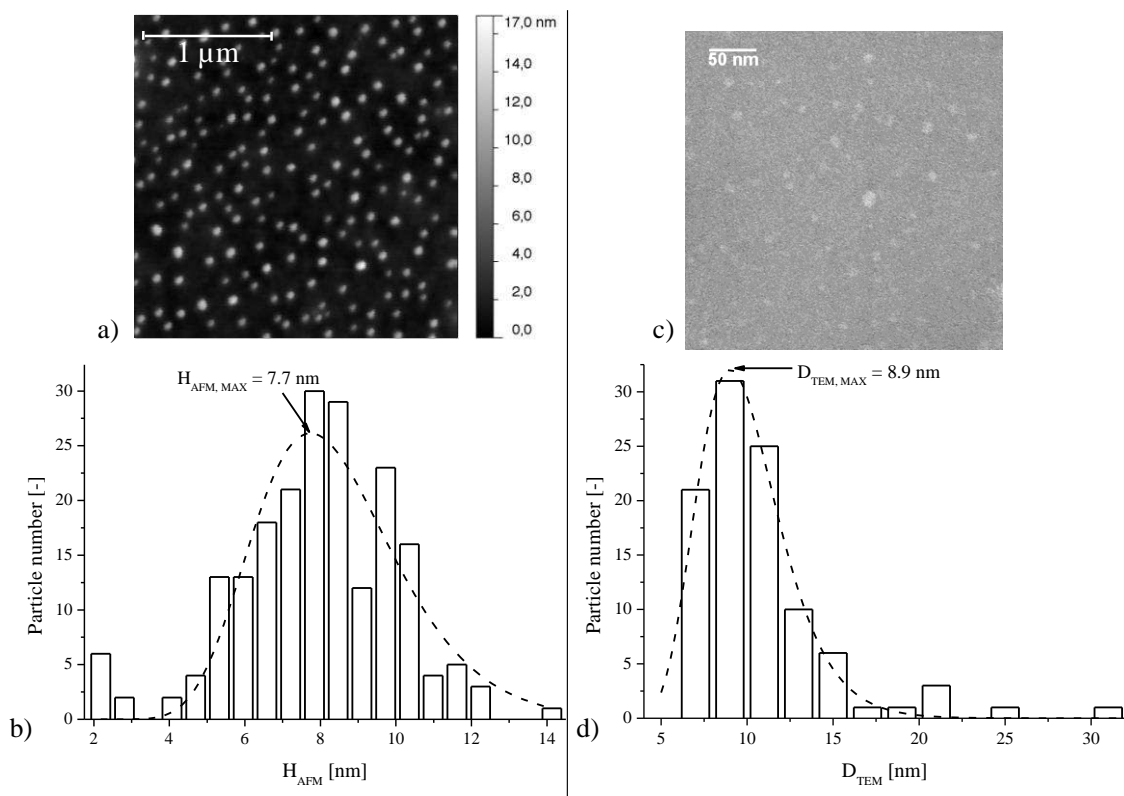 1 µm
17,0 nm
14,0
12,0
10,0
8,0
6,0
4,0
2,0
0,0
a)
50 nm
c)
H_AFM, MAX = 7.7 nm
30
25
20
15
10
5
0
Particle number [-]
2 4 6 8 10 12 14
H_AFM [nm]
b)
D_TEM, MAX = 8.9 nm
30
25
20
15
10
5
0
Particle number [-]
5 10 15 20 25 30
D_TEM [nm]
d)